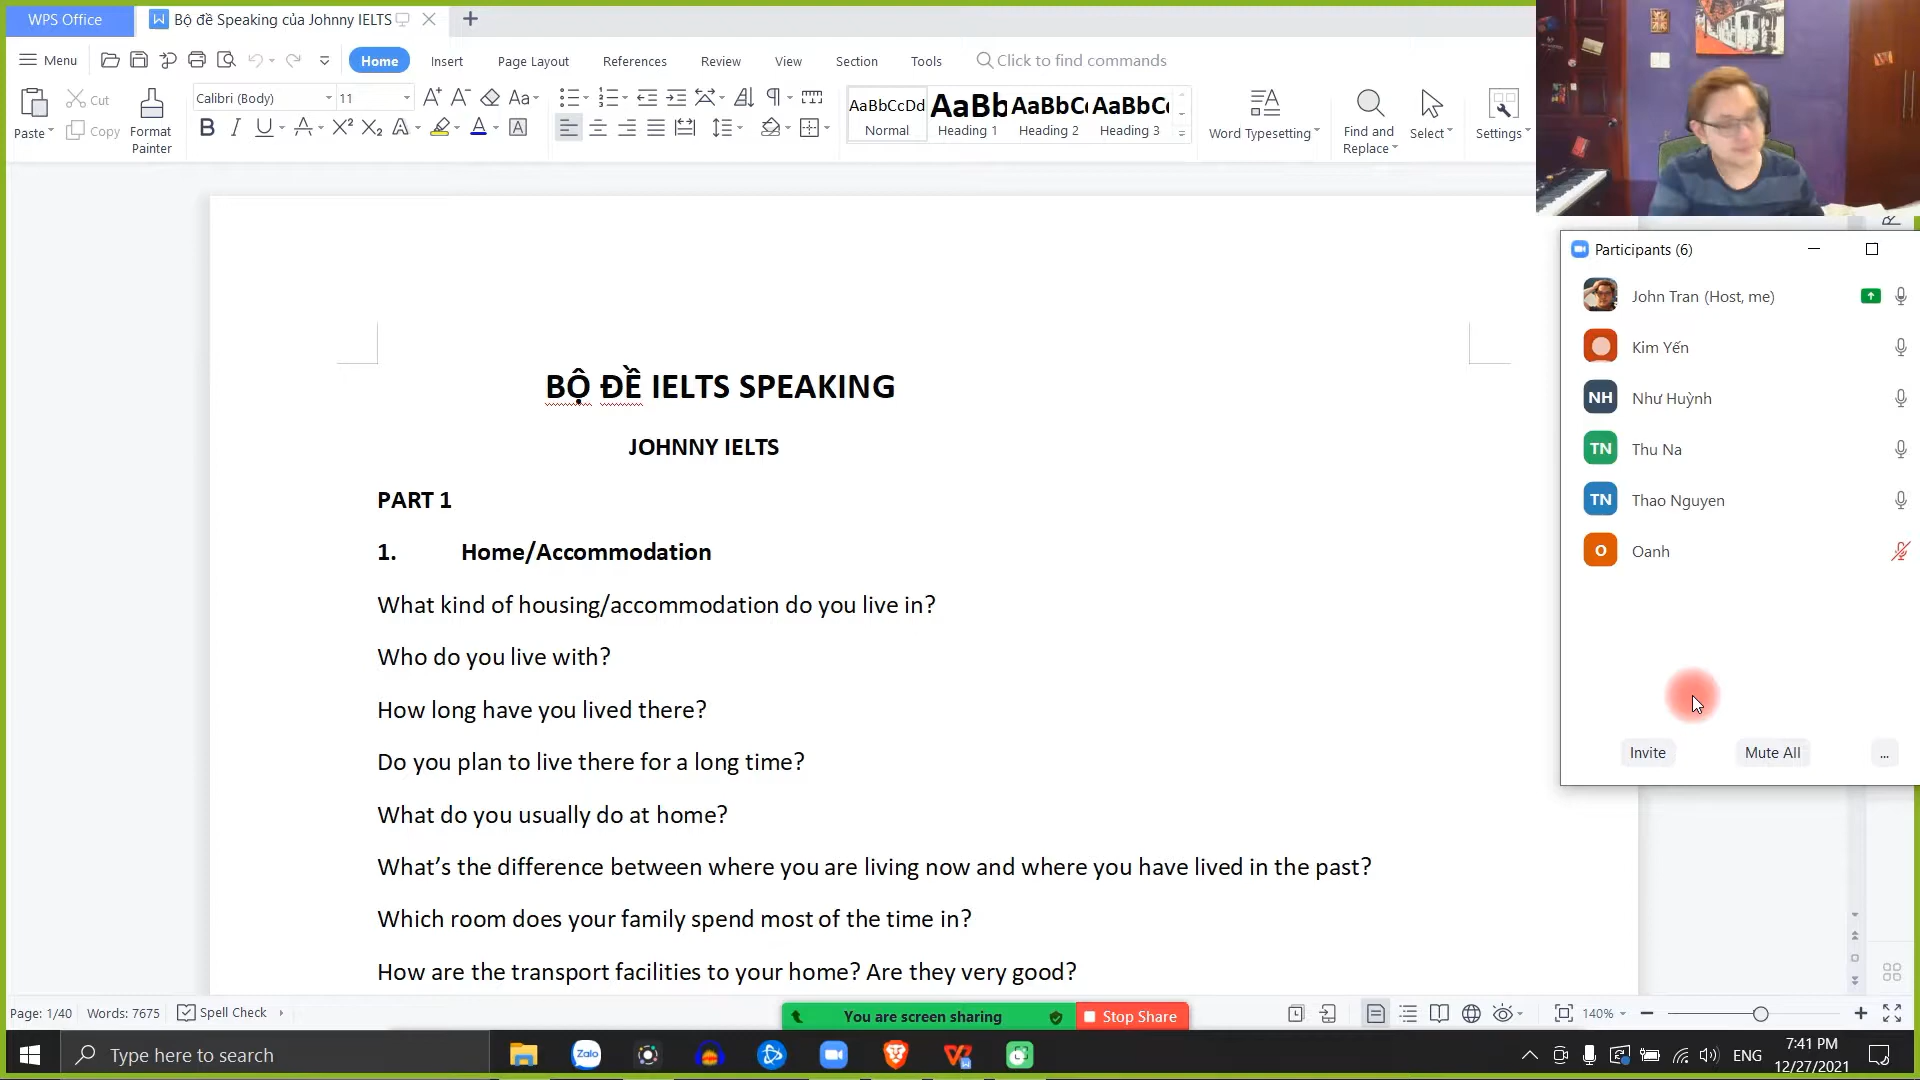 WPS Office
Bộ đề Speaking của Johnny IELTS
Menu
Home
Insert
Page Layout
References
Review
View
Section
Tools
Click to find commands
Paste
Cut
Copy
Format
Painter
Calibri (Body)
11
AaBbCcDd
Normal
AaBb
Heading 1
AaBbC
Heading 2
AaBbC
Heading 3
Word Typesetting
Find and
Replace
Select
Settings
BỘ ĐỀ IELTS SPEAKING
JOHNNY IELTS
PART 1
1. Home/Accommodation
What kind of housing/accommodation do you live in?
Who do you live with?
How long have you lived there?
Do you plan to live there for a long time?
What do you usually do at home?
What’s the difference between where you are living now and where you have lived in the past?
Which room does your family spend most of the time in?
How are the transport facilities to your home? Are they very good?
Participants (6)
John Tran (Host, me)
Kim Yến
NH Như Huỳnh
TN Thu Na
TN Thao Nguyen
O Oanh
Invite
Mute All
...
Page: 1/40
Words: 7675
Spell Check
You are screen sharing
Stop Share
140%
Type here to search
Zalo
ENG
7:41 PM
12/27/2021